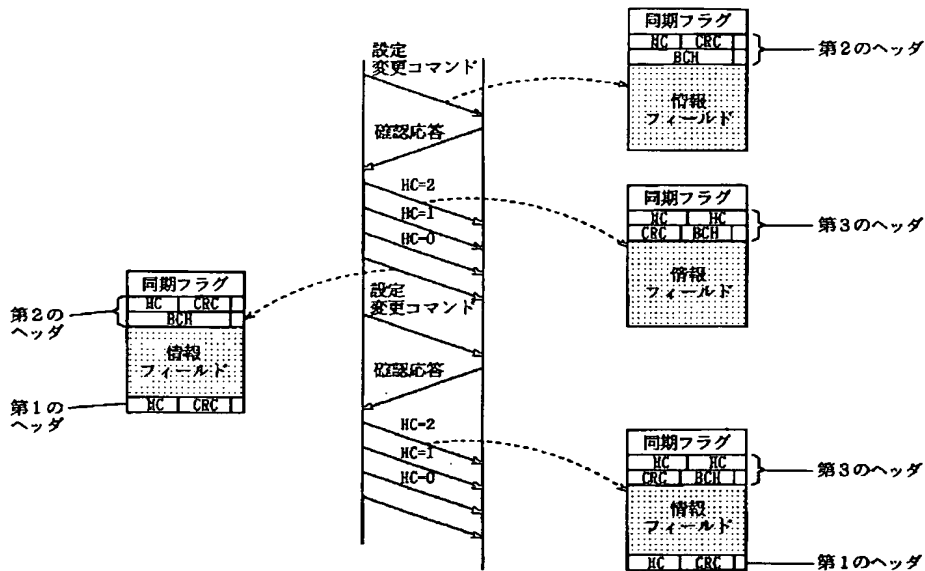 同期フラグ
HC CRC
BCH
情報
フィールド
第2のヘッダ
設定
変更コマンド
確認応答
HC=2
HC=1
HC=0
同期フラグ
HC HC
CRC BCH
情報
フィールド
第3のヘッダ
同期フラグ
HC CRC
BCH
情報
フィールド
HC CRC
第2の
ヘッダ
第1の
ヘッダ
設定
変更コマンド
確認応答
HC=2
HC=1
HC=0
同期フラグ
HC HC
CRC BCH
情報
フィールド
HC CRC
第3のヘッダ
第1のヘッダ